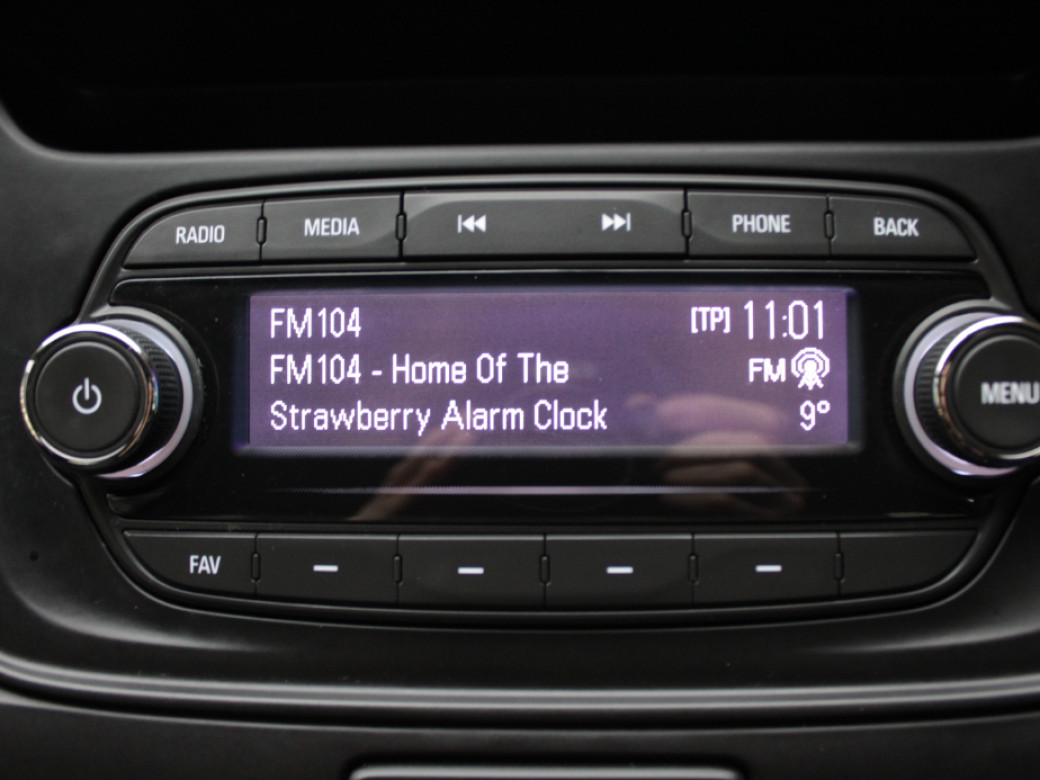 RADIO MEDIA PHONE BACK
FM104 [TP] 11:01
FM104 - Home Of The FM
Strawberry Alarm Clock 9°
MENU
FAV